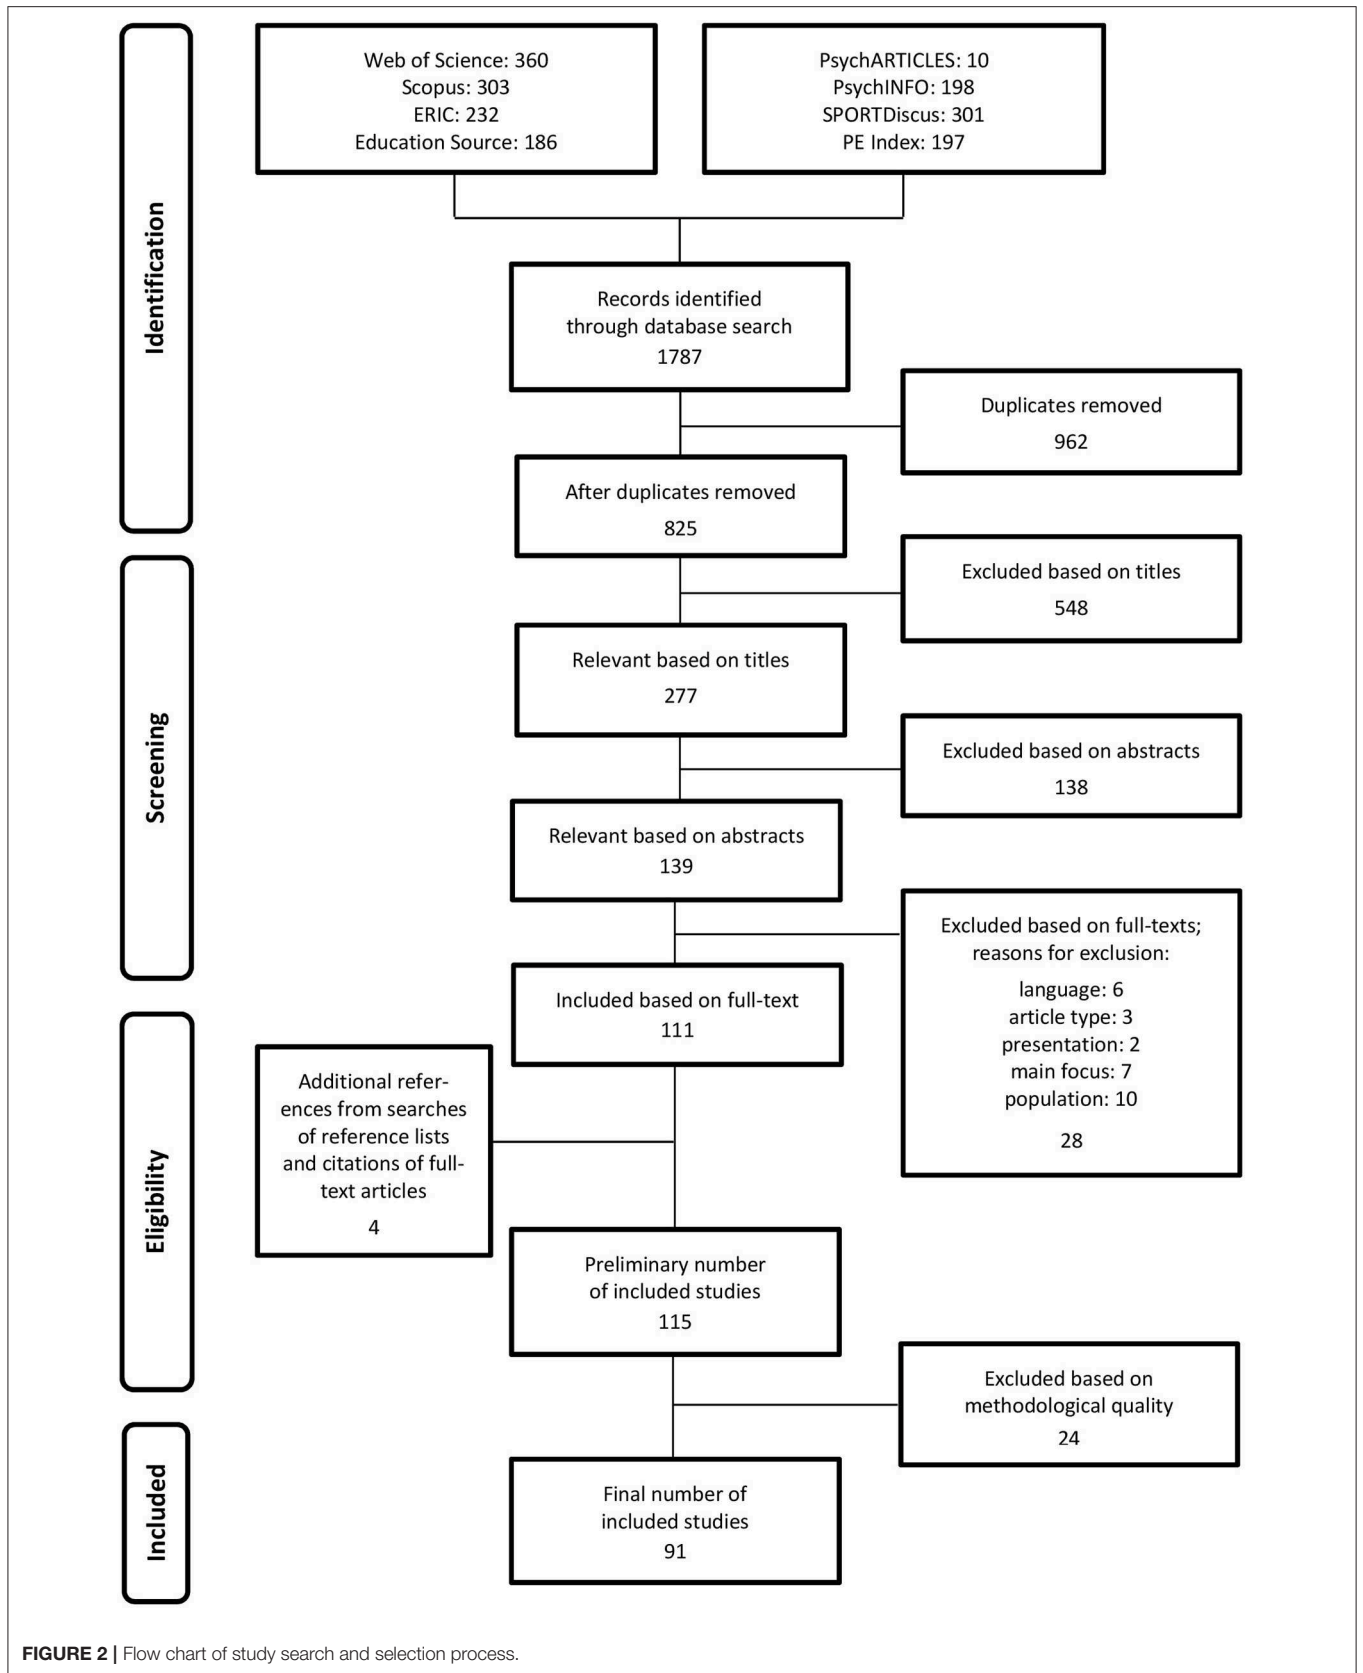 Identification
Web of Science: 360
Scopus: 303
ERIC: 232
Education Source: 186
PsychARTICLES: 10
PsychINFO: 198
SPORTDiscus: 301
PE Index: 197
Records identified
through database search
1787
Duplicates removed
962
After duplicates removed
825
Screening
Excluded based on titles
548
Relevant based on titles
277
Excluded based on abstracts
138
Relevant based on abstracts
139
Excluded based on full-texts;
reasons for exclusion:
language: 6
article type: 3
presentation: 2
main focus: 7
population: 10
28
Included based on full-text
111
Eligibility
Additional refer-
ences from searches
of reference lists
and citations of full-
text articles
4
Preliminary number
of included studies
115
Excluded based on
methodological quality
24
Included
Final number of
included studies
91
FIGURE 2 | Flow chart of study search and selection process.